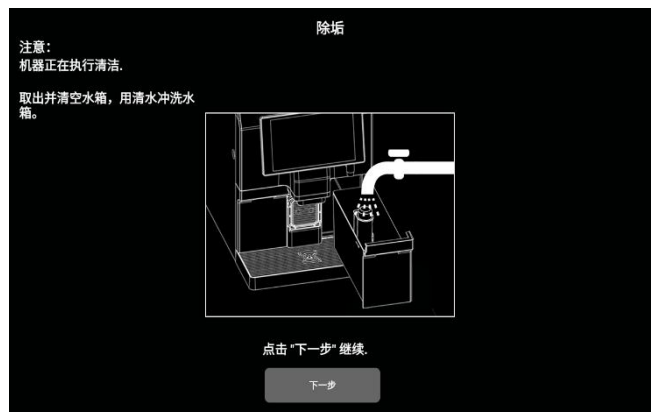 除垢
注意：
机器正在执行清洁.
取出并清空水箱，用清水冲洗水
箱。
点击 "下一步" 继续.
下一步